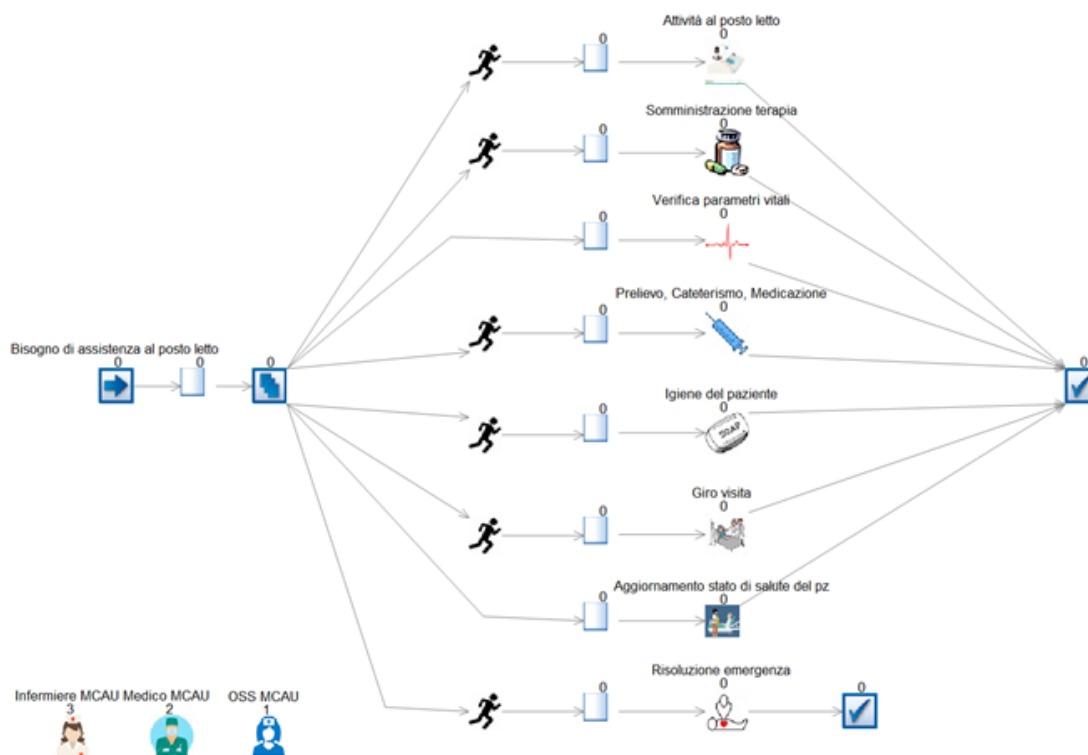 Attività al posto letto
0
0
Somministrazione terapia
0
0
Verifica parametri vitali
0
0
Prelievo, Cateterismo, Medicazione
0
0
Bisogno di assistenza al posto letto
0
0
0
0
Igiene del paziente
0
0
Giro visita
0
0
Aggiornamento stato di salute del pz
0
0
Risoluzione emergenza
0
0
0
Infermiere MCAU Medico MCAU OSS MCAU
3 2 1
SOAP